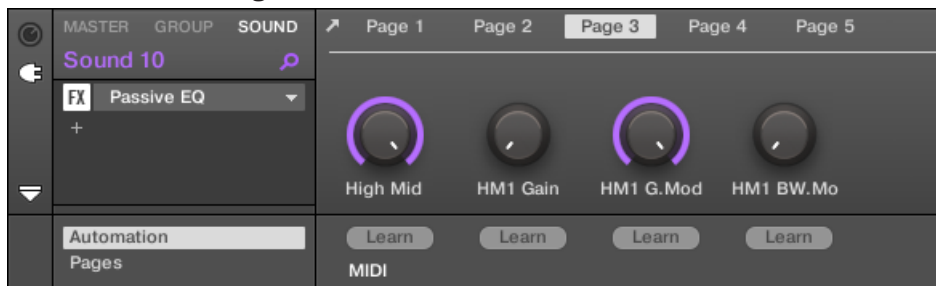 MASTER GROUP SOUND Page 1 Page 2 Page 3 Page 4 Page 5
Sound 10
FX Passive EQ
+
High Mid HM1 Gain HM1 G.Mod HM1 BW.Mo
Automation Learn Learn Learn Learn
Pages MIDI